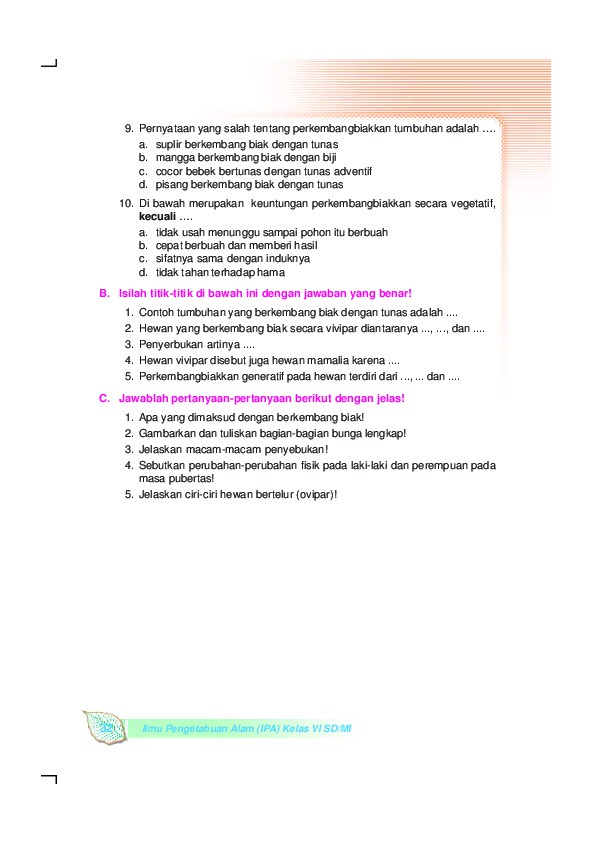 9. Pernyataan yang salah tentang perkembangbiakkan tumbuhan adalah ….
a. suplir berkembang biak dengan tunas
b. mangga berkembang biak dengan biji
c. cocor bebek bertunas dengan tunas adventif
d. pisang berkembang biak dengan tunas
10. Di bawah merupakan keuntungan perkembangbiakkan secara vegetatif,
kecuali ….
a. tidak usah menunggu sampai pohon itu berbuah
b. cepat berbuah dan memberi hasil
c. sifatnya sama dengan induknya
d. tidak tahan terhadap hama
B. Isilah titik-titik di bawah ini dengan jawaban yang benar!
1. Contoh tumbuhan yang berkembang biak dengan tunas adalah ....
2. Hewan yang berkembang biak secara vivipar diantaranya ..., ..., dan ....
3. Penyerbukan artinya ....
4. Hewan vivipar disebut juga hewan mamalia karena ....
5. Perkembangbiakkan generatif pada hewan terdiri dari ..., ... dan ....
C. Jawablah pertanyaan-pertanyaan berikut dengan jelas!
1. Apa yang dimaksud dengan berkembang biak!
2. Gambarkan dan tuliskan bagian-bagian bunga lengkap!
3. Jelaskan macam-macam penyebukan!
4. Sebutkan perubahan-perubahan fisik pada laki-laki dan perempuan pada
masa pubertas!
5. Jelaskan ciri-ciri hewan bertelur (ovipar)!
32 Ilmu Pengetahuan Alam (IPA) Kelas VI SD/MI